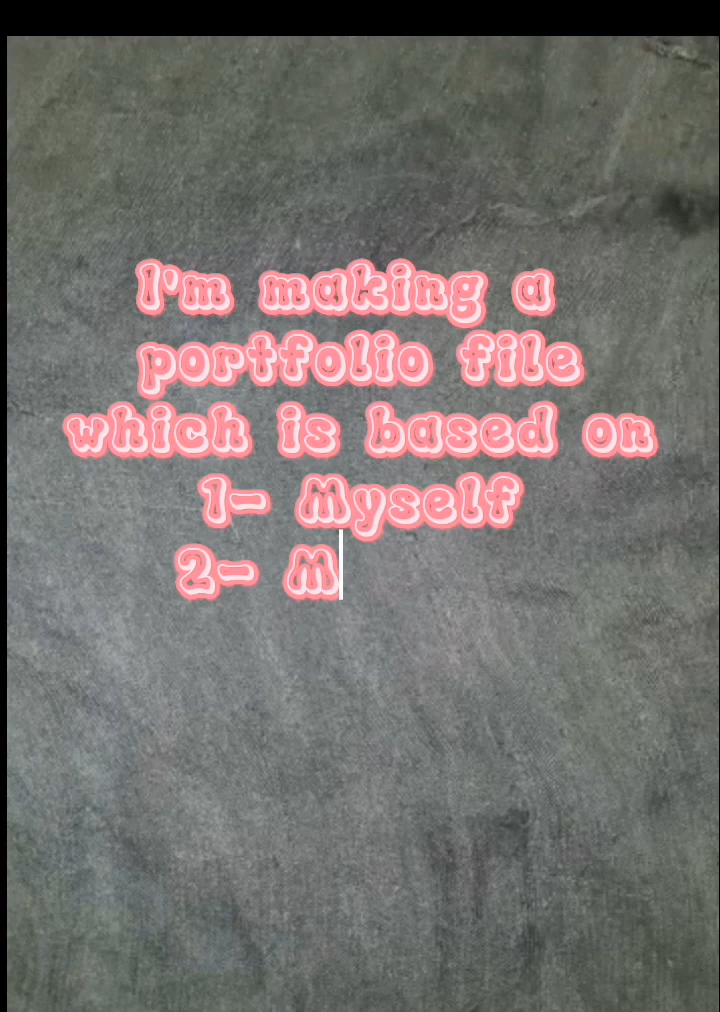 I'm making a
portfolio file
which is based on
1- Myself
2- M